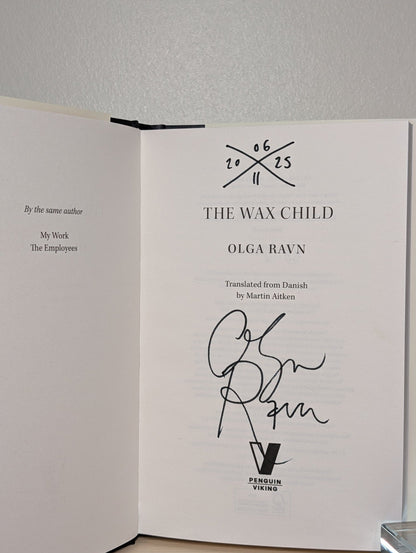 By the same author
My Work
The Employees
06
20 25
11
THE WAX CHILD
OLGA RAVN
Translated from Danish
by Martin Aitken
Olga
Ravn
PENGUIN
VIKING